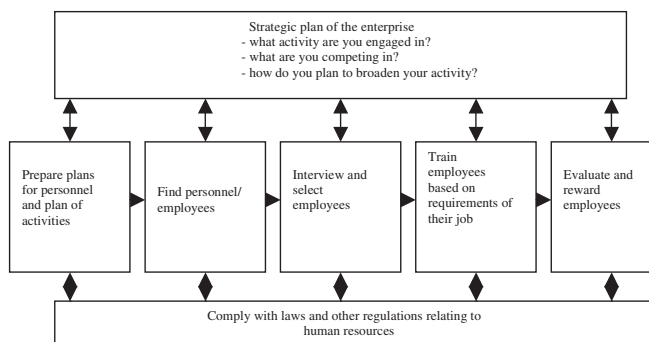 Strategic plan of the enterprise
- what activity are you engaged in?
- what are you competing in?
- how do you plan to broaden your activity?
Prepare plans
for personnel
and plan of
activities
Find personnel/
employees
Interview and
select
employees
Train
employees
based on
requirements of
their job
Evaluate and
reward
employees
Comply with laws and other regulations relating to
human resources